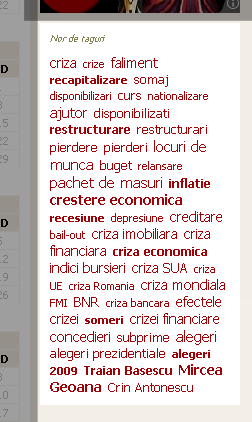 Nor de taguri
criza crize faliment
recapitalizare somaj
disponibilizari curs nationalizare
ajutor disponibilizati
restructurare restructurari
pierdere pierderi locuri de
munca buget relansare
pachet de masuri inflatie
crestere economica
recesiune depresiune creditare
bail-out criza imobiliara criza
financiara criza economica
indici bursieri criza SUA criza
UE criza Romania criza mondiala
FMI BNR criza bancara efectele
crizei someri crizei financiare
concedieri subprime alegeri
alegeri prezidentiale alegeri
2009 Traian Basescu Mircea
Geoana Crin Antonescu